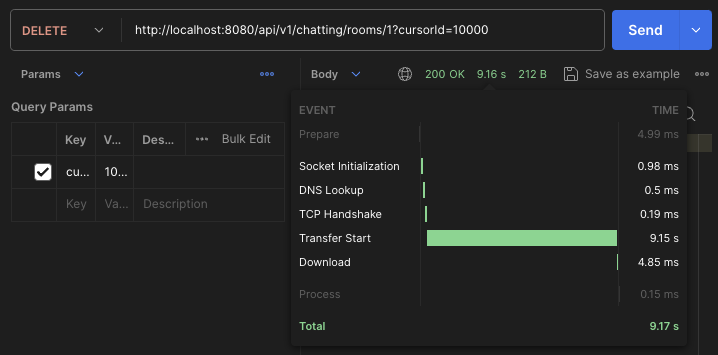 DELETE http://localhost:8080/api/v1/chatting/rooms/1?cursorId=10000 Send
Params ••• Body 200 OK 9.16 s 212 B Save as example •••
Query Params
Key V... Des... ••• Bulk Edit
cu... 10...
Key Va... Description
EVENT TIME
Prepare 4.99 ms
Socket Initialization 0.98 ms
DNS Lookup 0.5 ms
TCP Handshake 0.19 ms
Transfer Start 9.15 s
Download 4.85 ms
Process 0.15 ms
Total 9.17 s